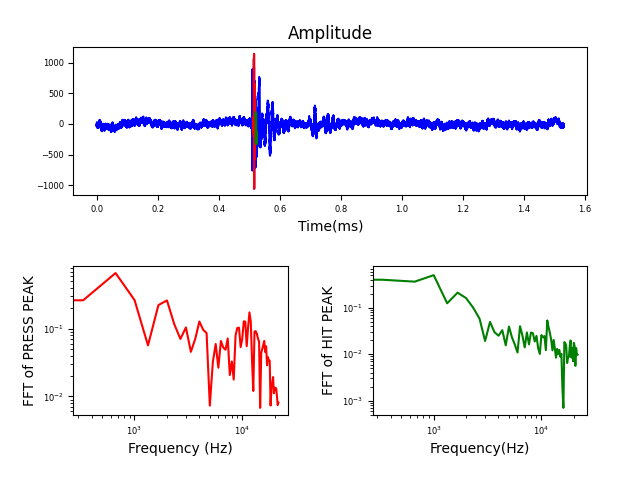 Amplitude
1000
500
0
−500
−1000
0.0 0.2 0.4 0.6 0.8 1.0 1.2 1.4 1.6
Time(ms)
FFT of PRESS PEAK
10⁻¹
10⁻²
10³ 10⁴
Frequency (Hz)
FFT of HIT PEAK
10⁻¹
10⁻²
10⁻³
10³ 10⁴
Frequency(Hz)